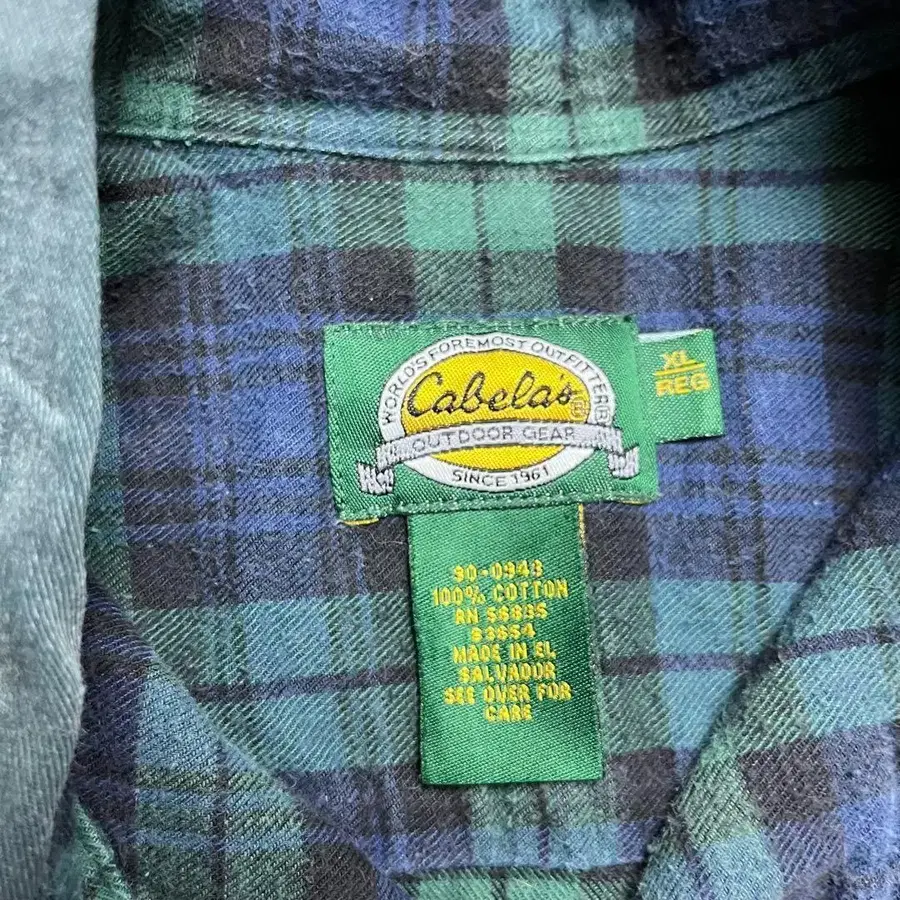 WORLD'S FOREMOST OUTFITTER®
Cabela's®
OUTDOOR GEAR
SINCE 1961
XL
REG
90-0943
100% COTTON
RN 56835
83654
MADE IN EL
SALVADOR
SEE OVER FOR
CARE